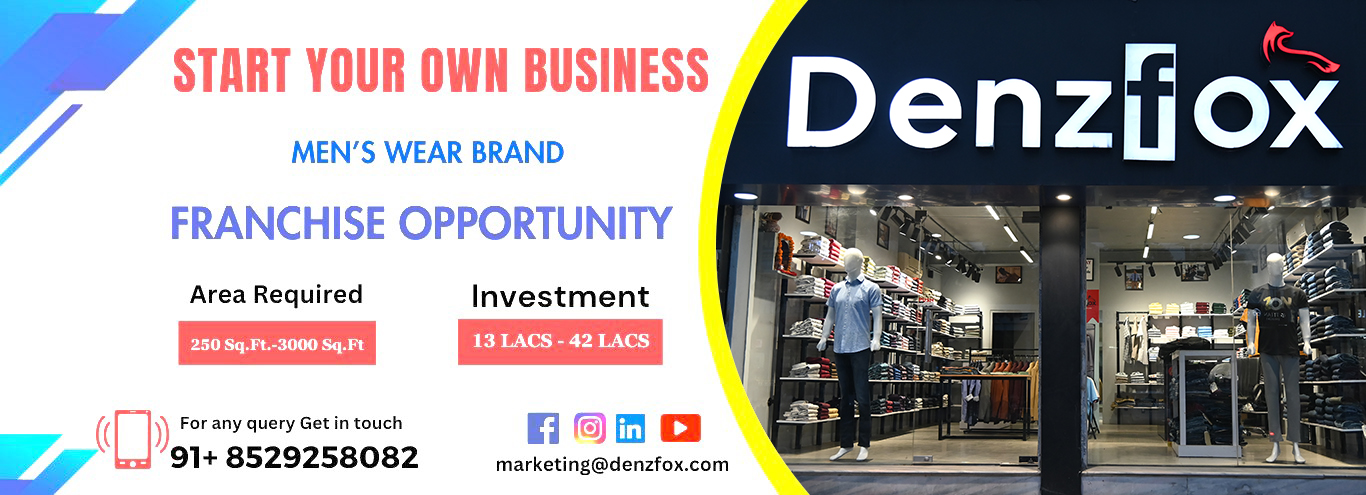 START YOUR OWN BUSINESS
MEN'S WEAR BRAND
FRANCHISE OPPORTUNITY
Area Required
250 Sq.Ft.-3000 Sq.Ft
Investment
13 LACS - 42 LACS
For any query Get in touch
91+ 8529258082
marketing@denzfox.com
Denzfox